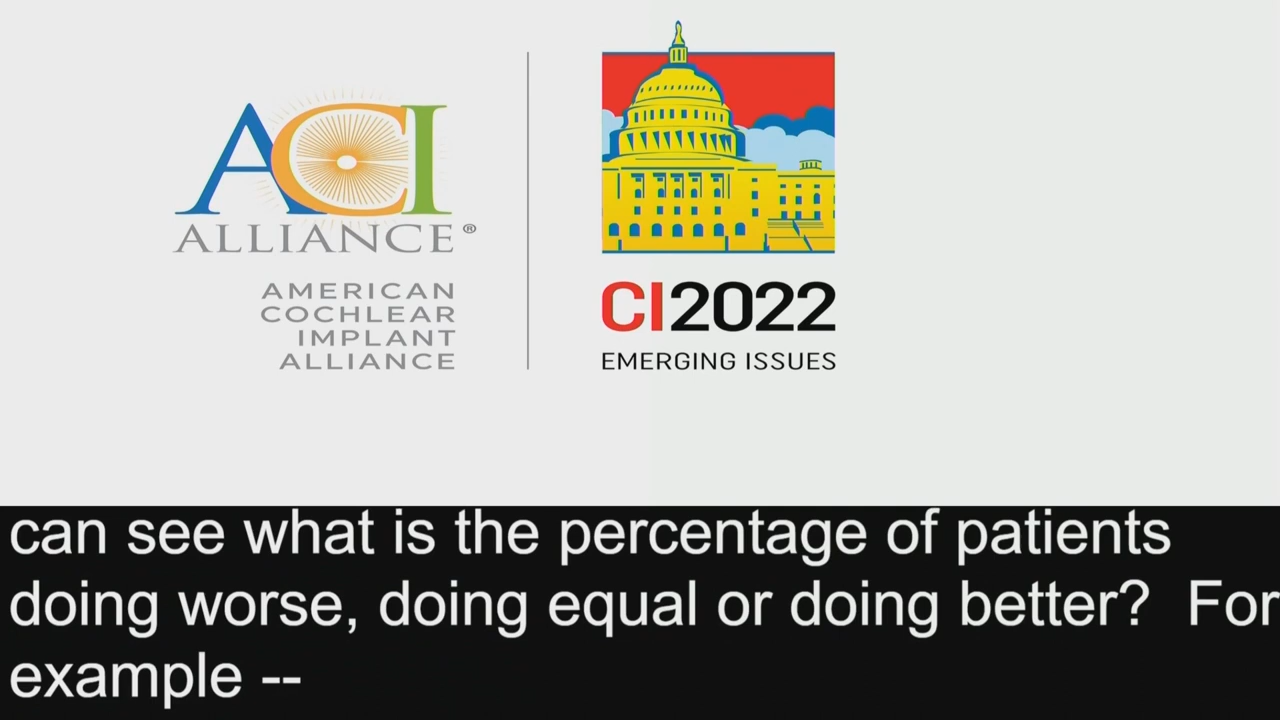 ACI
ALLIANCE®
AMERICAN
COCHLEAR
IMPLANT
ALLIANCE
CI2022
EMERGING ISSUES
can see what is the percentage of patients
doing worse, doing equal or doing better?  For
example --